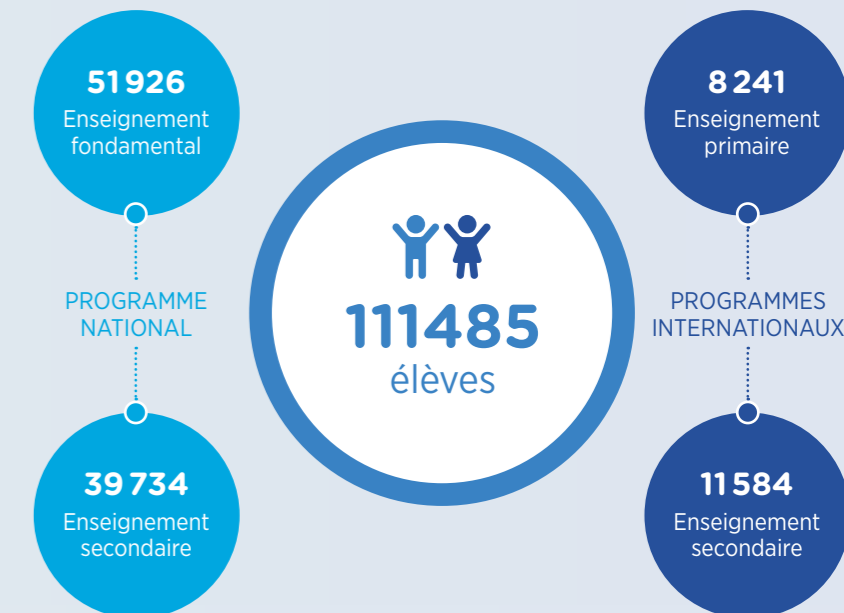 51 926
Enseignement
fondamental
PROGRAMME
NATIONAL
39 734
Enseignement
secondaire
111485
élèves
8 241
Enseignement
primaire
PROGRAMMES
INTERNATIONAUX
11 584
Enseignement
secondaire